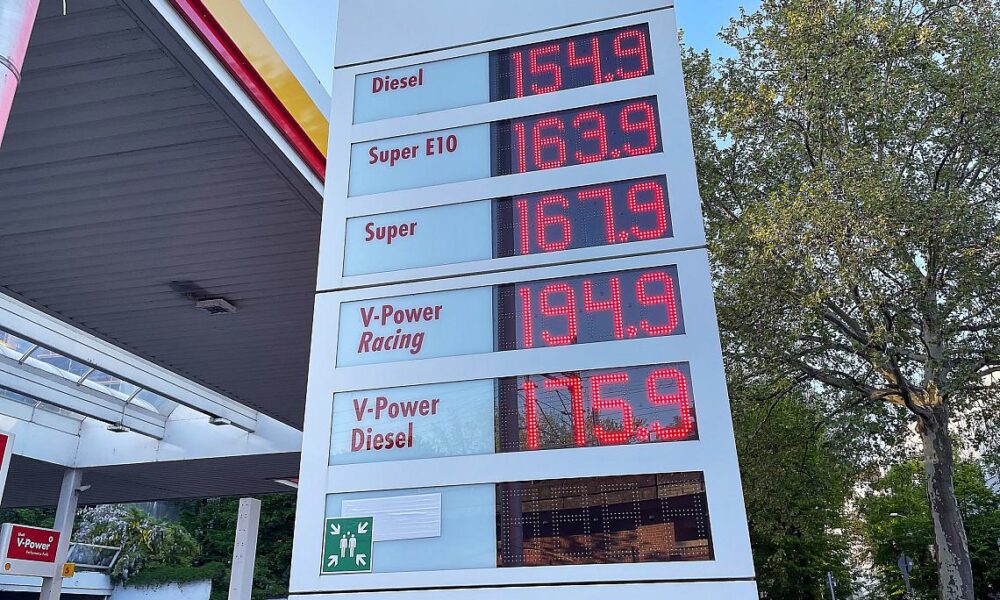 Diesel 154.9
Super E10 163.9
Super 167.9
V-Power
Racing 194.9
V-Power
Diesel 175.9
V-Power